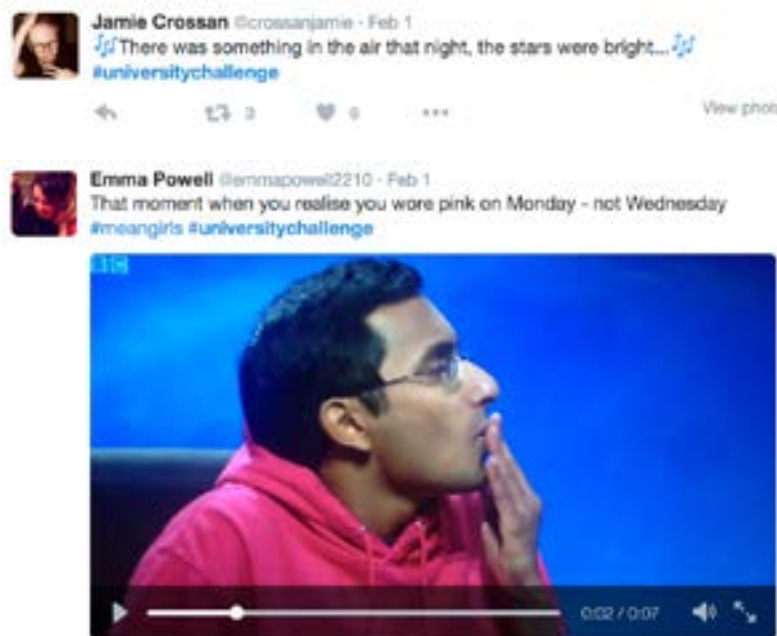 Jamie Crossan @crossanjamie · Feb 1
🎶There was something in the air that night, the stars were bright...🎶
#universitychallenge
3 6 View phot
Emma Powell @emmapowell2210 · Feb 1
That moment when you realise you wore pink on Monday - not Wednesday
#meangirls #universitychallenge
0:02 / 0:07